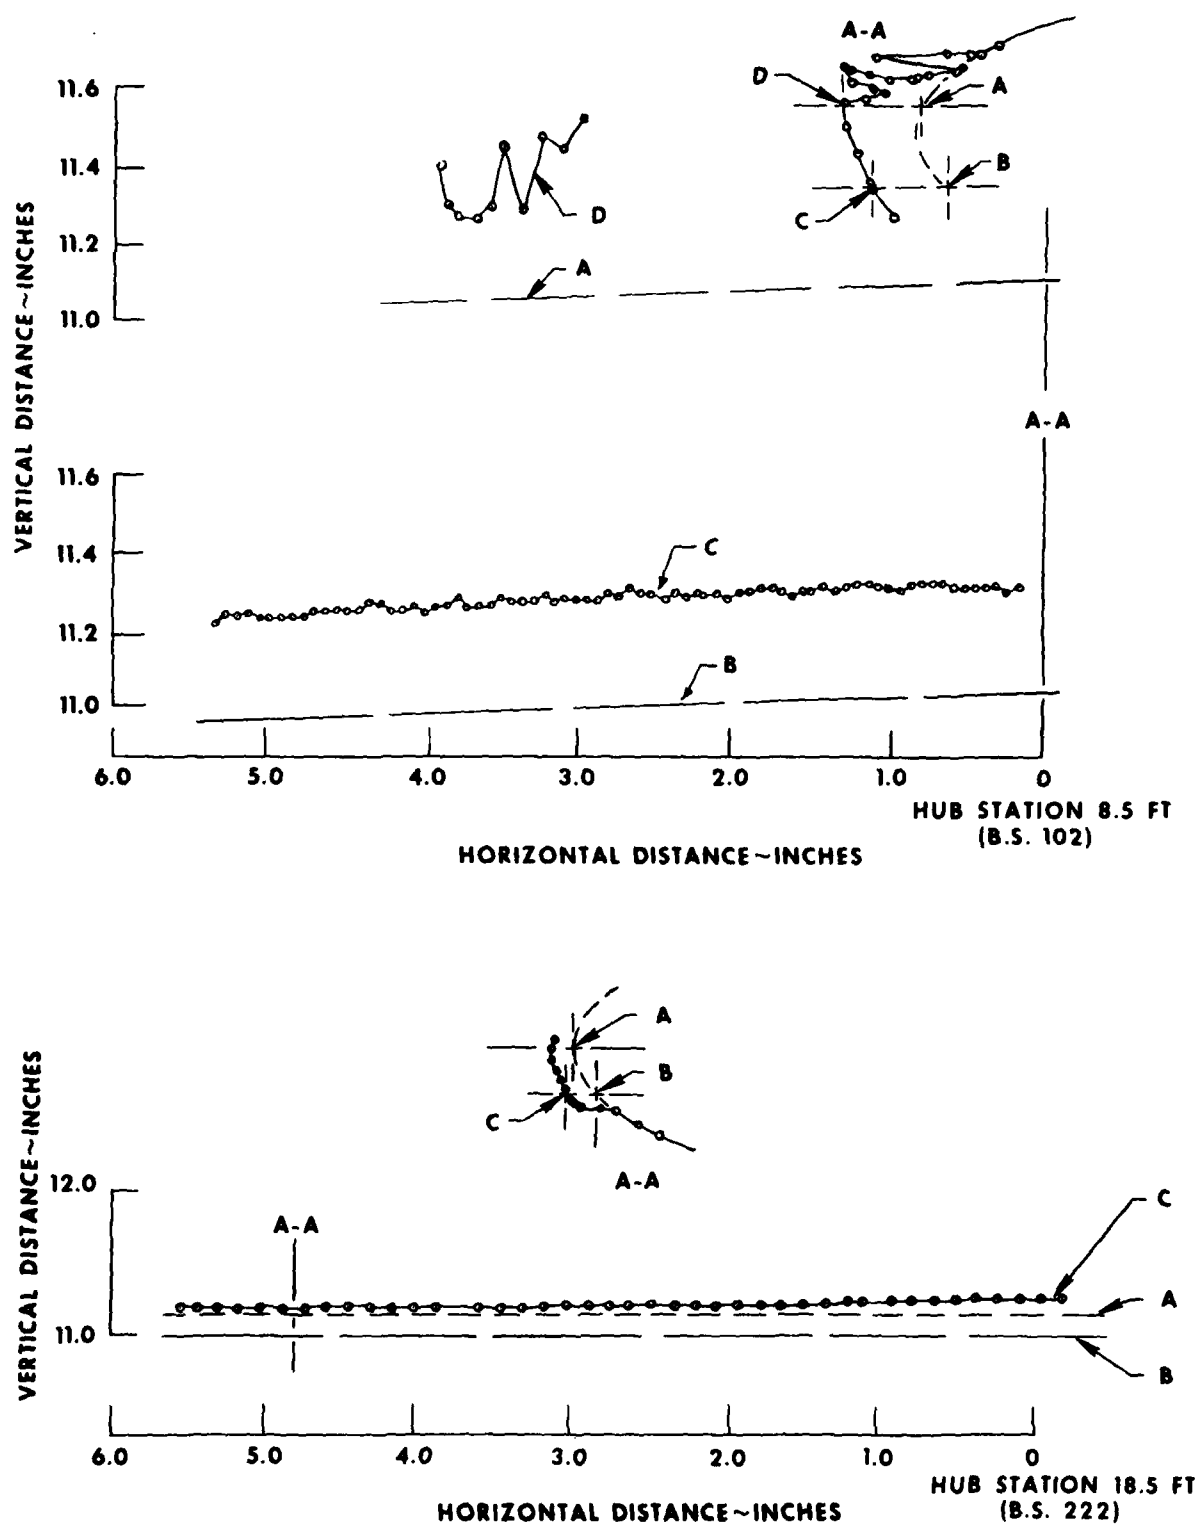 A-A
D
A
B
C
11.6
11.4
11.2
11.0
D
A
VERTICAL DISTANCE~INCHES
A-A
11.6
11.4
11.2
11.0
C
B
6.0 5.0 4.0 3.0 2.0 1.0 0
HUB STATION 8.5 FT
(B.S. 102)
HORIZONTAL DISTANCE~INCHES
A
B
C
A-A
VERTICAL DISTANCE~INCHES
12.0
11.0
A-A
C
A
B
6.0 5.0 4.0 3.0 2.0 1.0 0
HUB STATION 18.5 FT
(B.S. 222)
HORIZONTAL DISTANCE~INCHES